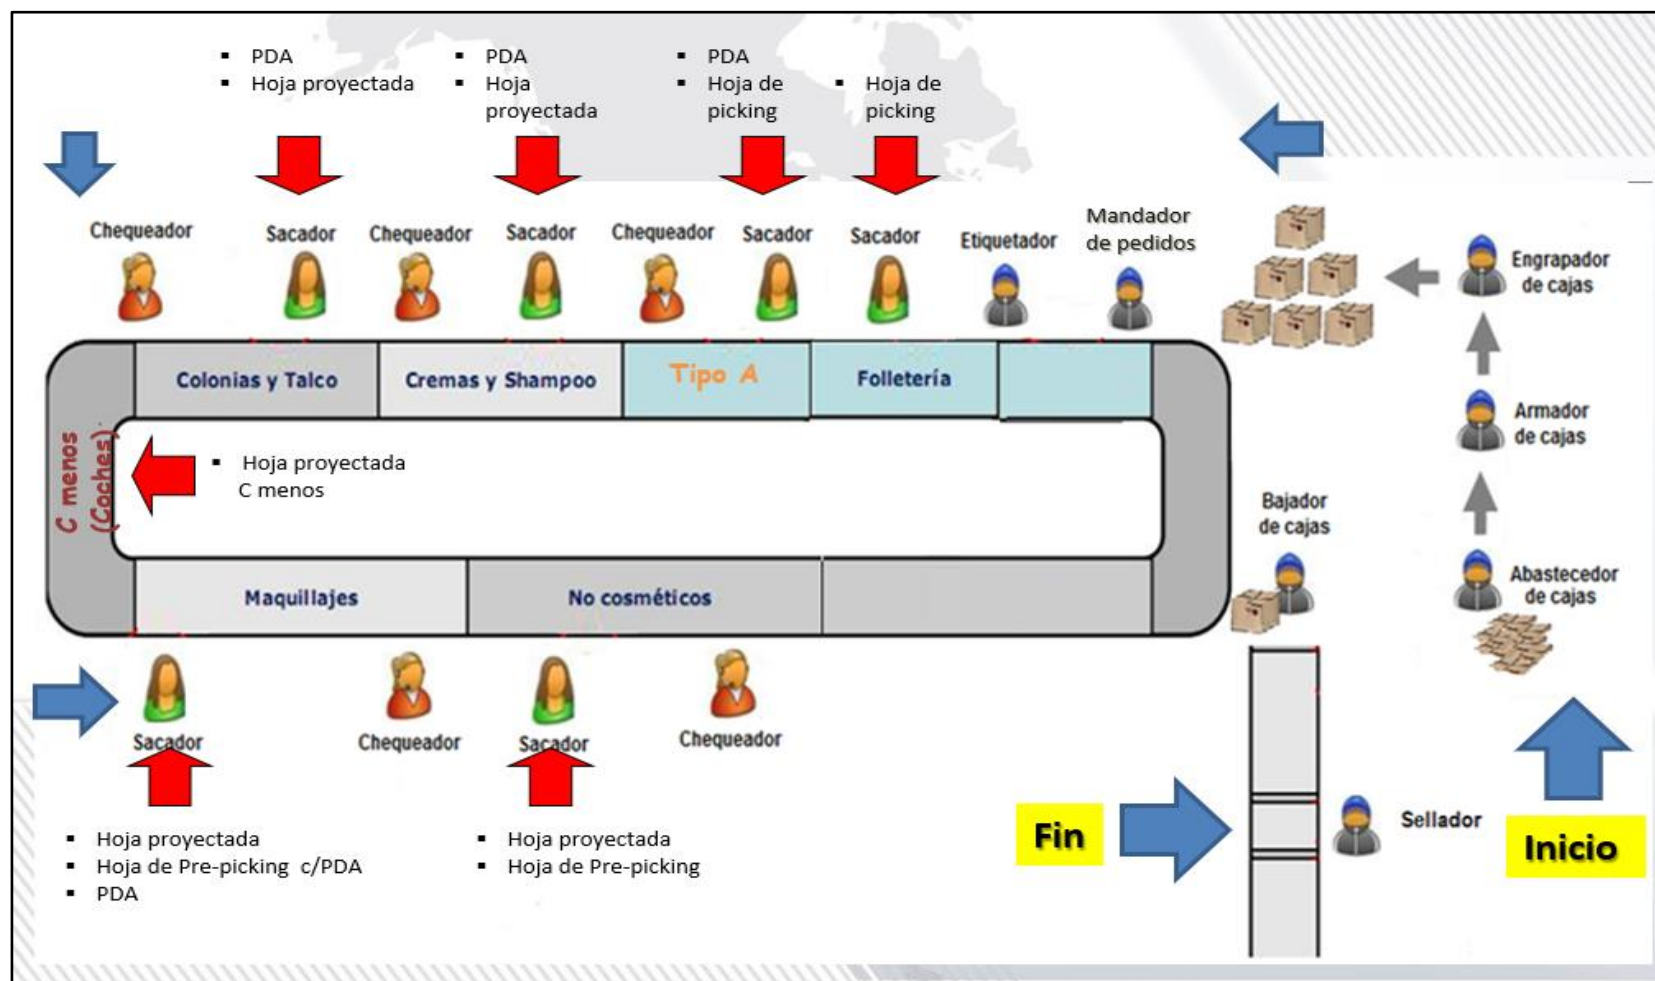 ▪ PDA
▪ Hoja proyectada
▪ PDA
▪ Hoja
proyectada
▪ PDA
▪ Hoja de
picking
▪ Hoja de
picking
Chequeador
Sacador
Chequeador
Sacador
Chequeador
Sacador
Sacador
Etiquetador
Mandador
de pedidos
Engrapador
de cajas
Colonias y Talco
Cremas y Shampoo
Tipo A
Folletería
Armador
de cajas
C menos
(Coches)
▪ Hoja proyectada
C menos
Bajador
de cajas
Abastecedor
de cajas
Maquillajes
No cosméticos
Sacador
Chequeador
Sacador
Chequeador
▪ Hoja proyectada
▪ Hoja de Pre-picking c/PDA
▪ PDA
▪ Hoja proyectada
▪ Hoja de Pre-picking
Fin
Sellador
Inicio